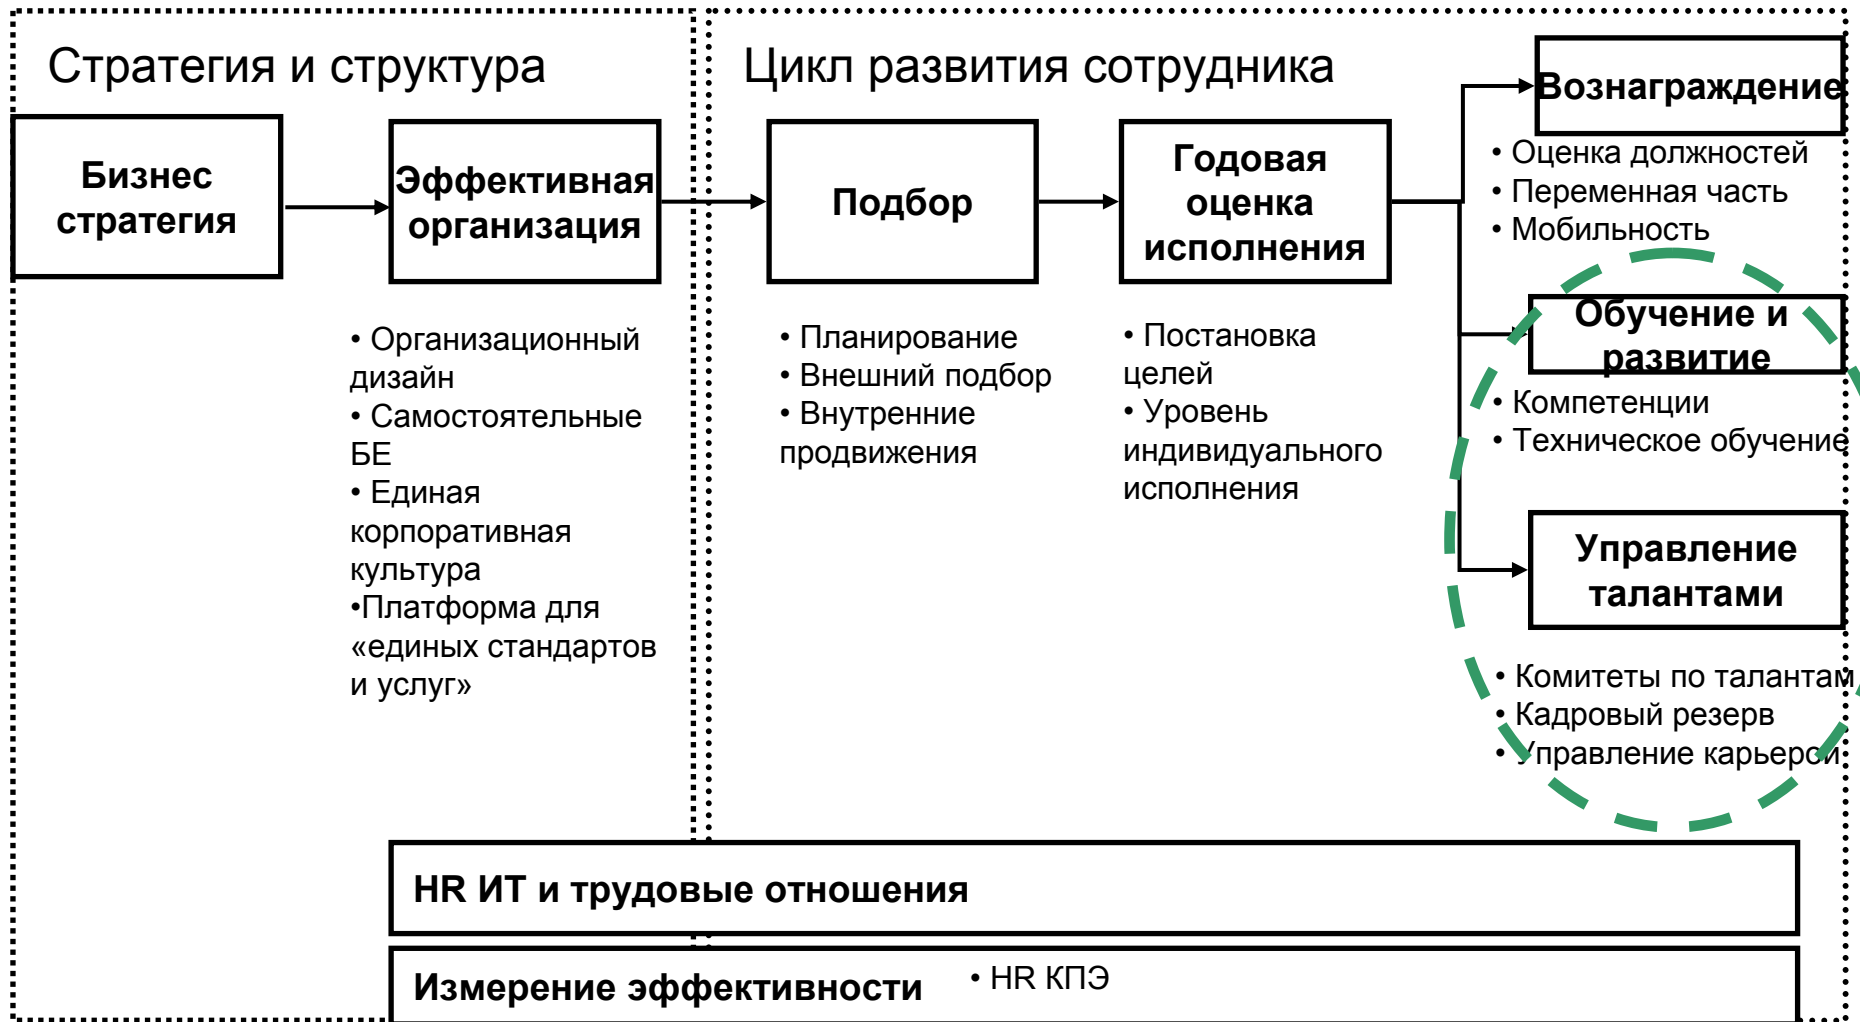 Стратегия и структура
Бизнес
стратегия
Эффективная
организация
• Организационный
дизайн
• Самостоятельные
БЕ
• Единая
корпоративная
культура
•Платформа для
«единых стандартов
и услуг»
Цикл развития сотрудника
Подбор
• Планирование
• Внешний подбор
• Внутренние
продвижения
Годовая
оценка
исполнения
• Постановка
целей
• Уровень
индивидуального
исполнения
Вознаграждение
• Оценка должностей
• Переменная часть
• Мобильность
Обучение и
развитие
• Компетенции
• Техническое обучение
Управление
талантами
• Комитеты по талантам
• Кадровый резерв
• Управление карьерой
HR ИТ и трудовые отношения
Измерение эффективности
• HR КПЭ